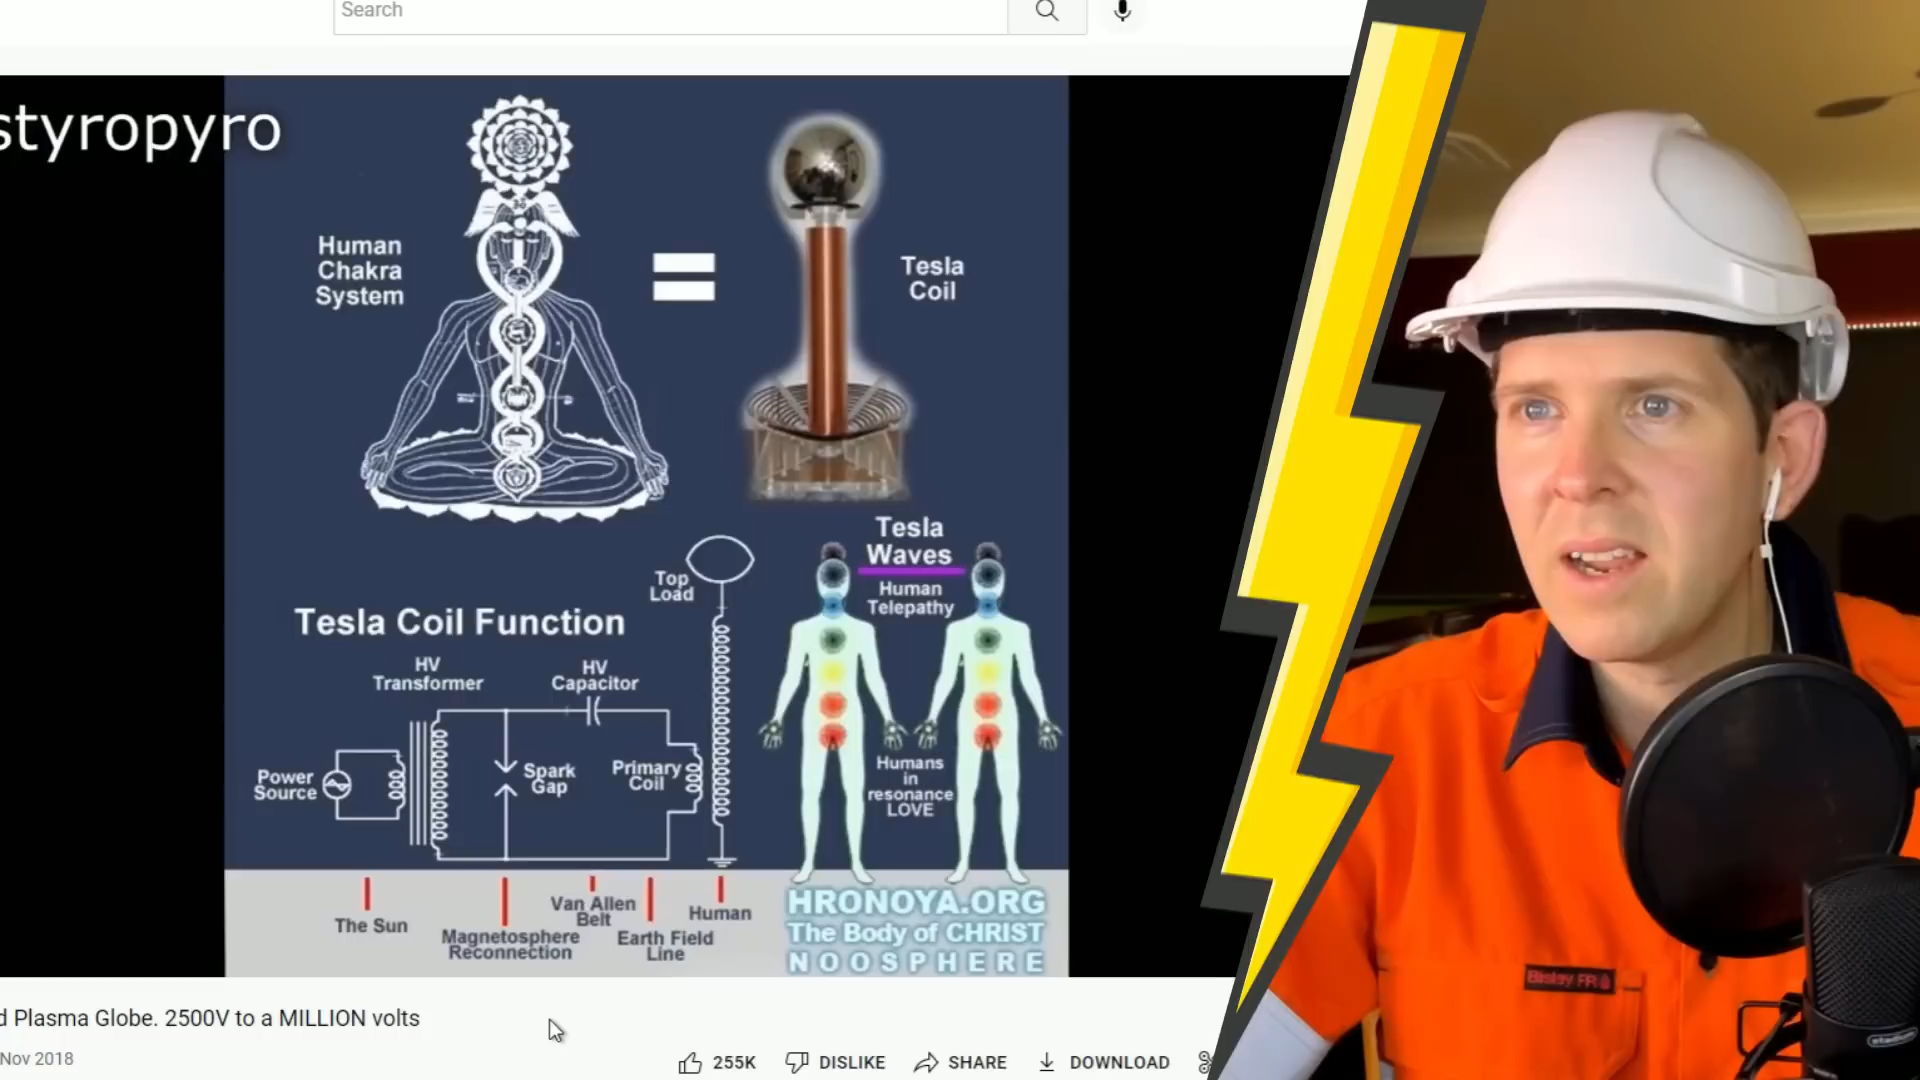 Search
styropyro
Human
Chakra
System
Tesla
Coil
Tesla
Waves
Human
Telepathy
Top
Load
Tesla Coil Function
HV
Transformer
HV
Capacitor
Power
Source
Spark
Gap
Primary
Coil
Humans
in
resonance
LOVE
The Sun
Magnetosphere
Reconnection
Van Allen
Belt
Earth Field
Line
Human
HRONOYA.ORG
The Body of CHRIST
NOOSPHERE
d Plasma Globe. 2500V to a MILLION volts
Nov 2018
255K
DISLIKE
SHARE
DOWNLOAD
Bisley FR